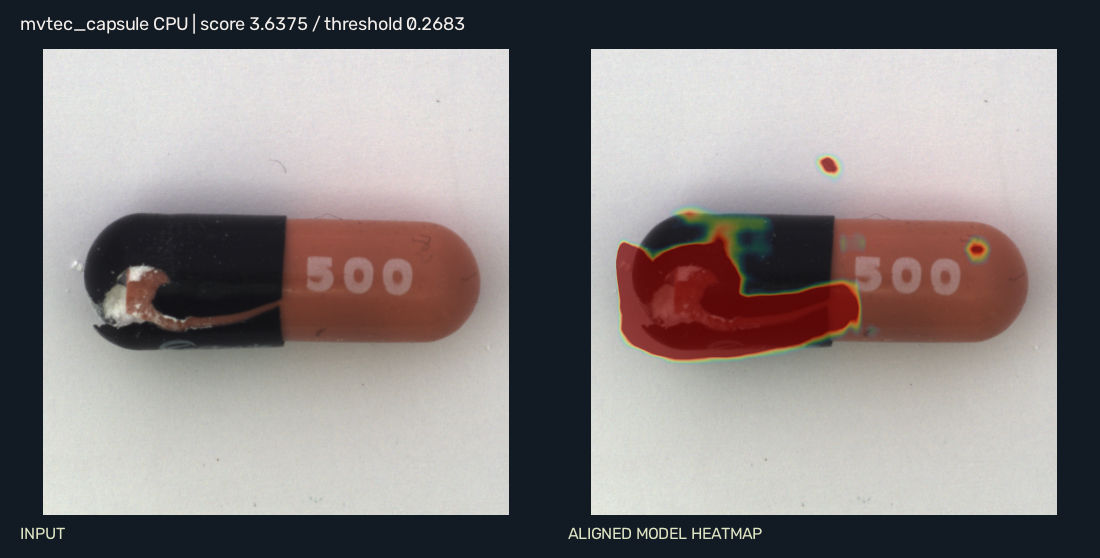 mvtec_capsule CPU | score 3.6375 / threshold 0.2683
500
500
INPUT
ALIGNED MODEL HEATMAP